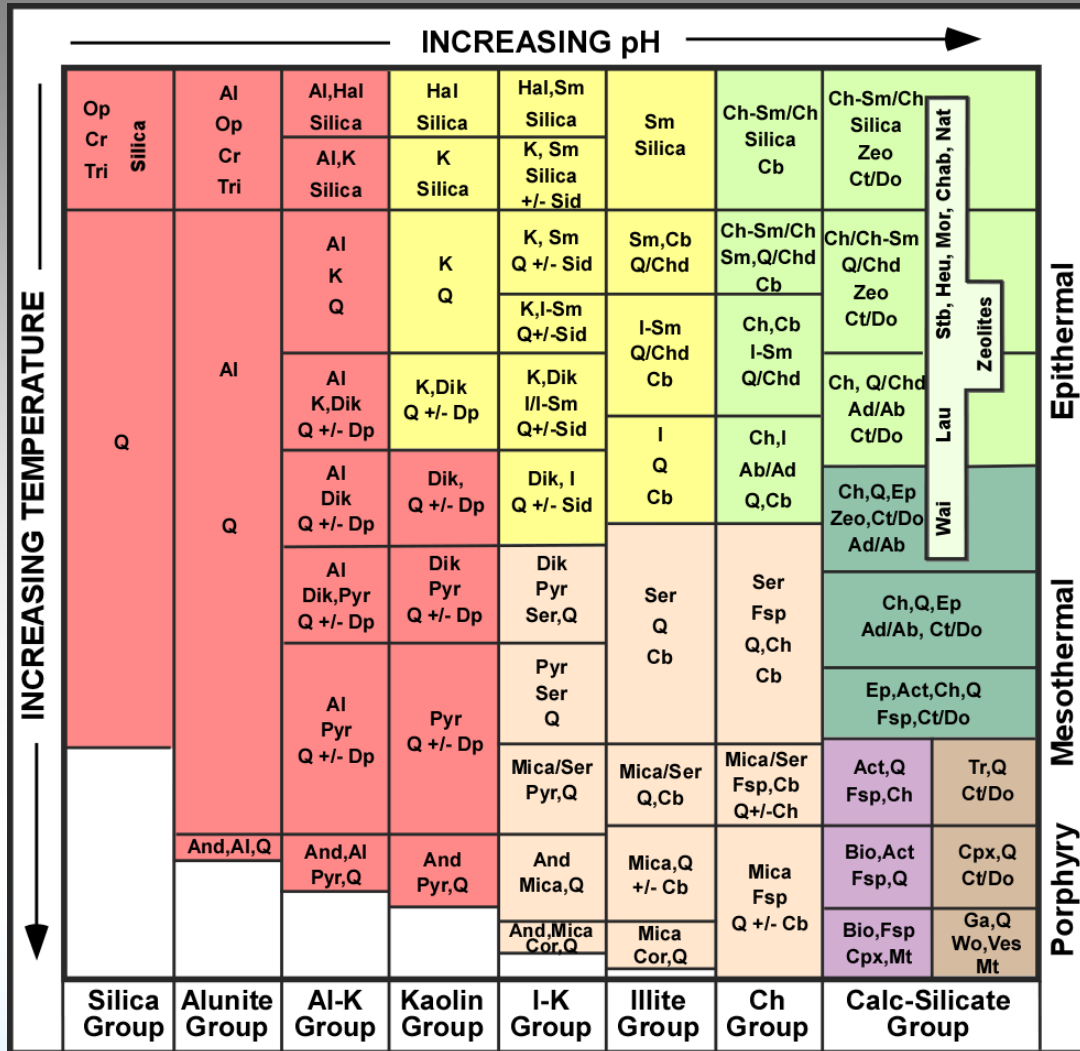 INCREASING pH
INCREASING TEMPERATURE
Op
Cr
Tri
Silica
Q
Al
Op
Cr
Tri
Al
Q
And,Al,Q
Al,Hal
Silica
Al,K
Silica
Al
K
Q
Al
K,Dik
Q +/- Dp
Al
Dik
Q +/- Dp
Al
Dik,Pyr
Q +/- Dp
Al
Pyr
Q +/- Dp
And,Al
Pyr,Q
Hal
Silica
K
Silica
K
Q
K,Dik
Q +/- Dp
Dik,
Q +/- Dp
Dik
Pyr
Q +/- Dp
Pyr
Q +/- Dp
And
Pyr,Q
Hal,Sm
Silica
K, Sm
Silica
+/- Sid
K, Sm
Q +/- Sid
K,I-Sm
Q+/-Sid
K,Dik
I/I-Sm
Q+/-Sid
Dik, I
Q +/- Sid
Dik
Pyr
Ser,Q
Pyr
Ser
Q
Mica/Ser
Pyr,Q
And
Mica,Q
And,Mica
Cor,Q
Sm
Silica
Sm,Cb
Q/Chd
I-Sm
Q/Chd
Cb
I
Q
Cb
Ser
Q
Cb
Mica/Ser
Q,Cb
Mica,Q
+/- Cb
Mica
Cor,Q
Ch-Sm/Ch
Silica
Cb
Ch-Sm/Ch
Sm,Q/Chd
Cb
Ch,Cb
I-Sm
Q/Chd
Ch,I
Ab/Ad
Q,Cb
Ser
Fsp
Q,Ch
Cb
Mica/Ser
Fsp,Cb
Q+/-Ch
Mica
Fsp
Q +/- Cb
Ch-Sm/Ch
Silica
Zeo
Ct/Do
Ch/Ch-Sm
Q/Chd
Zeo
Ct/Do
Ch, Q/Chd
Ad/Ab
Ct/Do
Ch,Q,Ep
Zeo,Ct/Do
Ad/Ab
Ch,Q,Ep
Ad/Ab, Ct/Do
Ep,Act,Ch,Q
Fsp,Ct/Do
Act,Q
Fsp,Ch
Bio,Act
Fsp,Q
Bio,Fsp
Cpx,Mt
Tr,Q
Ct/Do
Cpx,Q
Ct/Do
Ga,Q
Wo,Ves
Mt
Stb, Heu, Mor, Chab, Nat
Lau
Wai
Zeolites
Epithermal
Mesothermal
Porphyry
Silica
Group
Alunite
Group
Al-K
Group
Kaolin
Group
I-K
Group
Illite
Group
Ch
Group
Calc-Silicate
Group